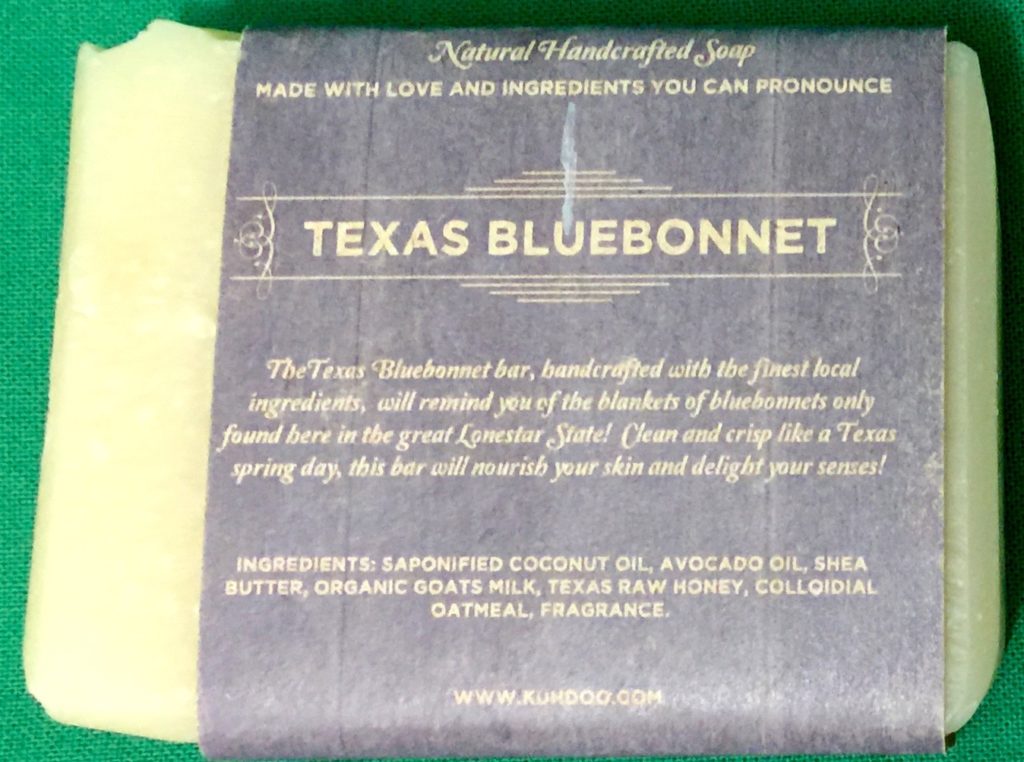 Natural Handcrafted Soap
MADE WITH LOVE AND INGREDIENTS YOU CAN PRONOUNCE
TEXAS BLUEBONNET
The Texas Bluebonnet bar, handcrafted with the finest local
ingredients, will remind you of the blankets of bluebonnets only
found here in the great Lonestar State! Clean and crisp like a Texas
spring day, this bar will nourish your skin and delight your senses!
INGREDIENTS: SAPONIFIED COCONUT OIL, AVOCADO OIL, SHEA
BUTTER, ORGANIC GOATS MILK, TEXAS RAW HONEY, COLLOIDIAL
OATMEAL, FRAGRANCE.
WWW.KUHDOO.COM